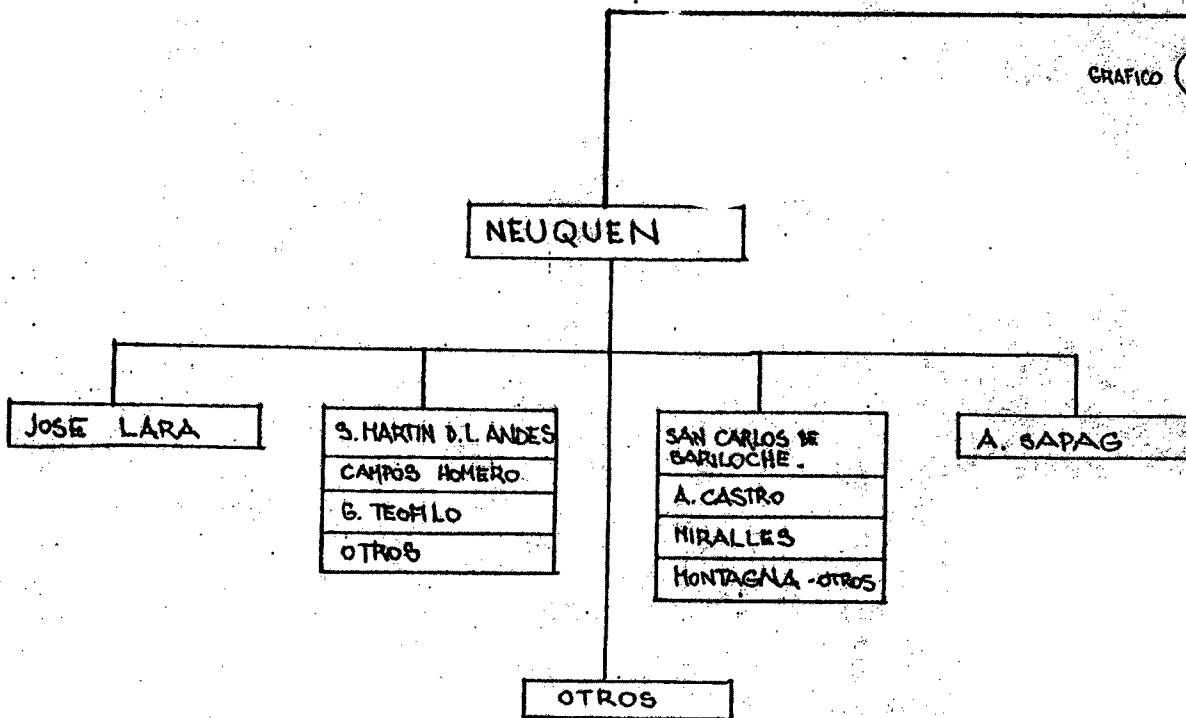 GRAFICO (
NEUQUEN
JOSE LARA
S. MARTIN D.L. ANDES
CAMPOS HOMERO
G. TEOFILO
OTROS
SAN CARLOS DE
BARILOCHE.
A. CASTRO
MIRALLES
MONTAGNA - OTROS
A. SAPAG
OTROS